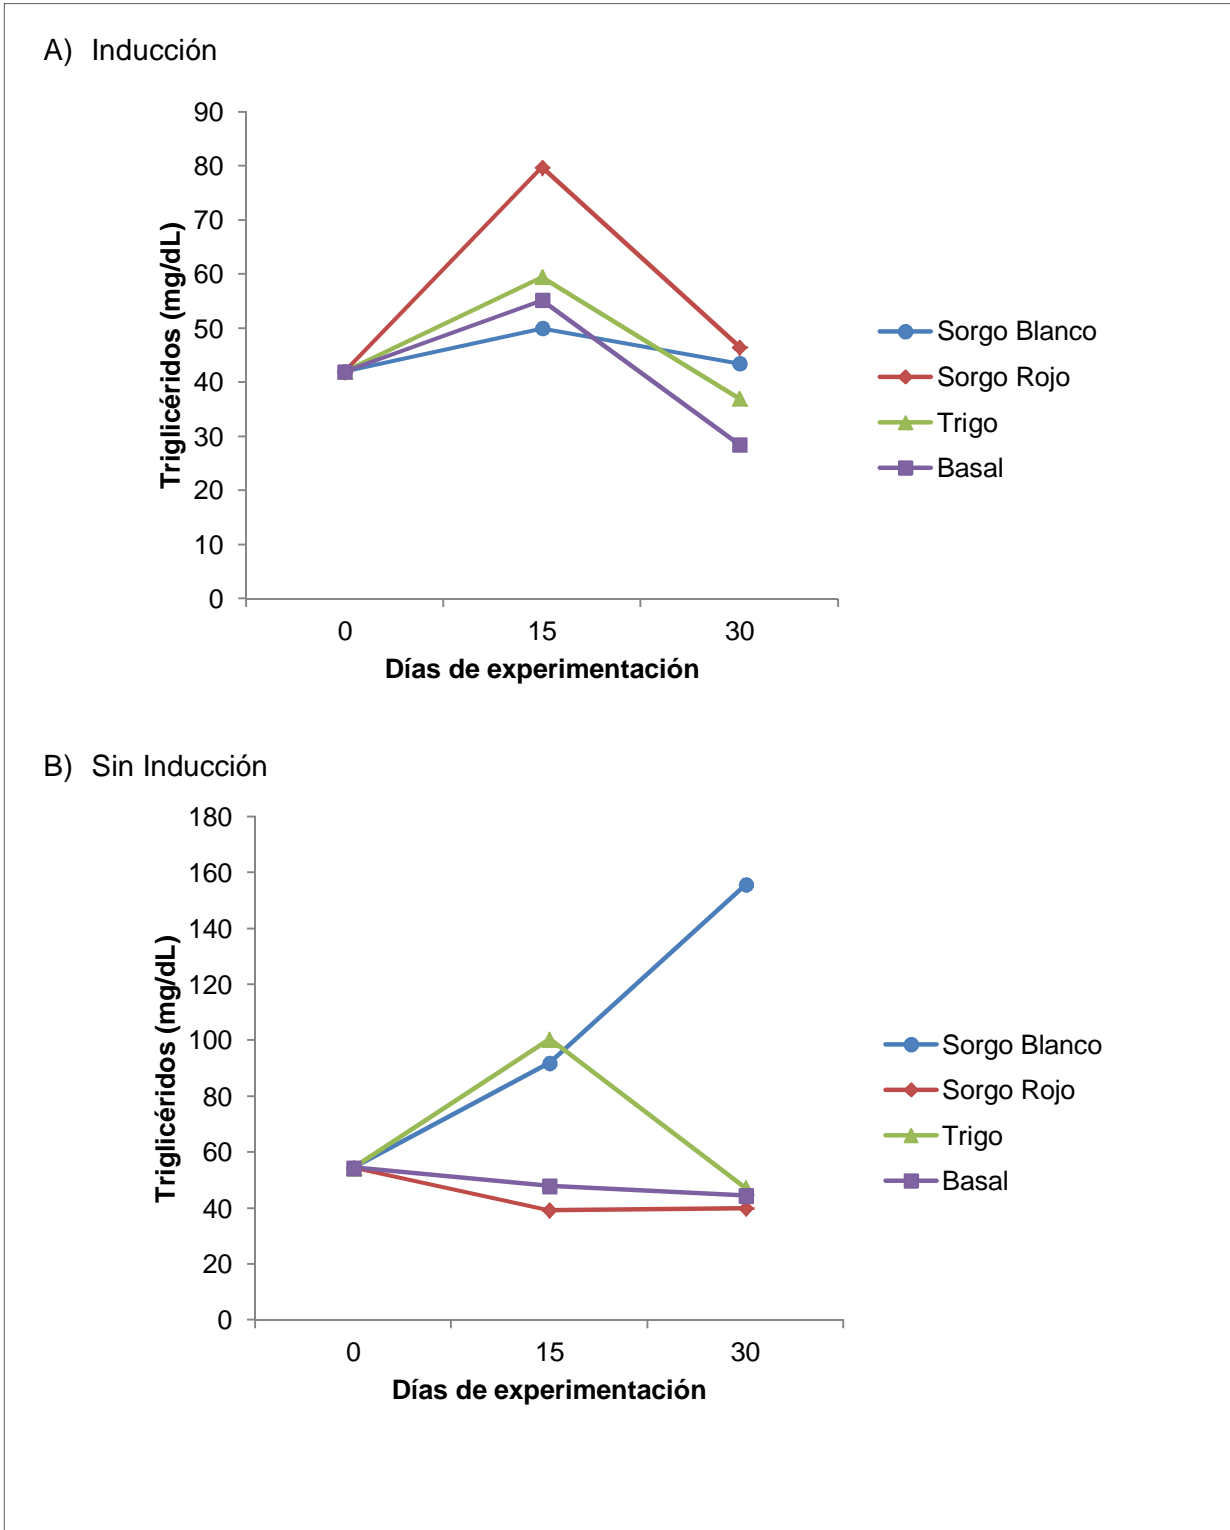 A) Inducción
90
80
70
60
50
40
30
20
10
0
Triglicéridos (mg/dL)
0 15 30
Días de experimentación
Sorgo Blanco
Sorgo Rojo
Trigo
Basal
B) Sin Inducción
180
160
140
120
100
80
60
40
20
0
Triglicéridos (mg/dL)
0 15 30
Días de experimentación
Sorgo Blanco
Sorgo Rojo
Trigo
Basal